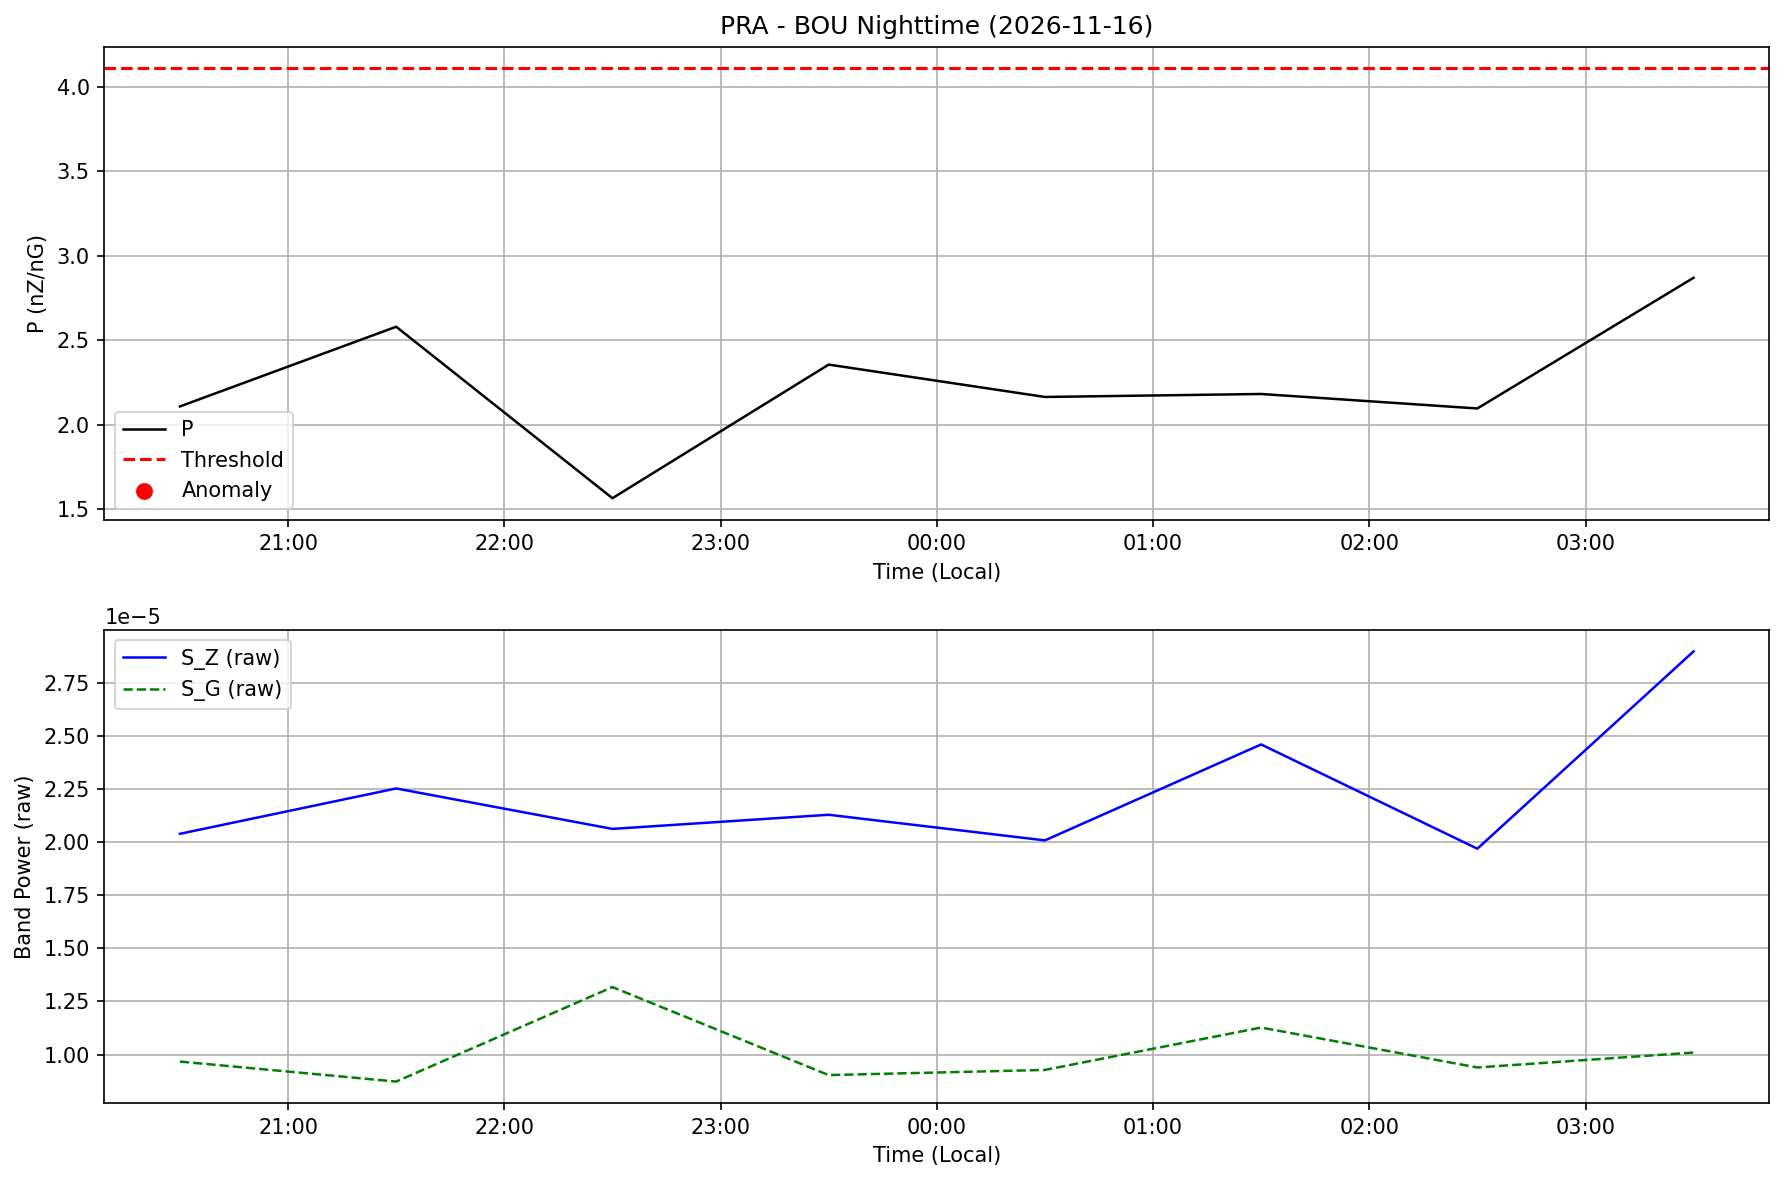 PRA - BOU Nighttime (2026-11-16)
P (nZ/nG)
4.0
3.5
3.0
2.5
2.0
1.5
P
Threshold
Anomaly
21:00 22:00 23:00 00:00 01:00 02:00 03:00
Time (Local)
1e−5
Band Power (raw)
2.75
2.50
2.25
2.00
1.75
1.50
1.25
1.00
S_Z (raw)
S_G (raw)
21:00 22:00 23:00 00:00 01:00 02:00 03:00
Time (Local)